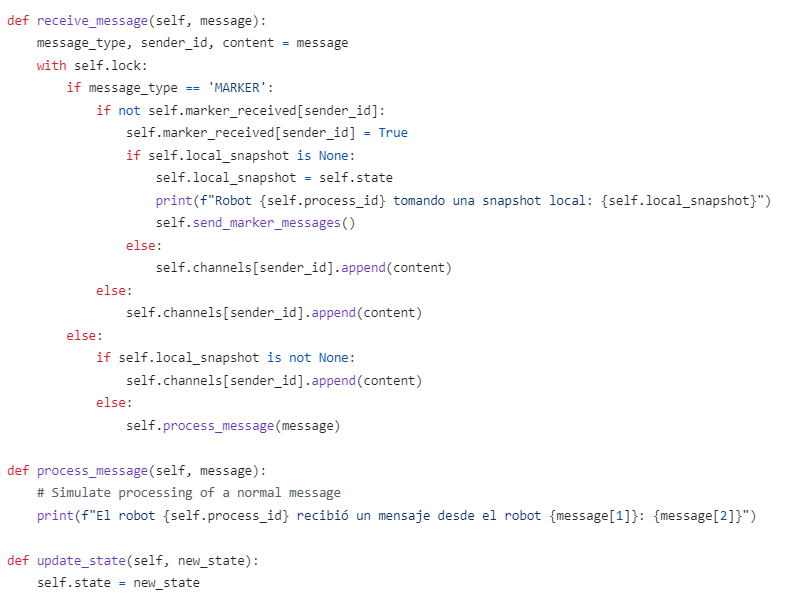 def receive_message(self, message):
    message_type, sender_id, content = message
    with self.lock:
        if message_type == 'MARKER':
            if not self.marker_received[sender_id]:
                self.marker_received[sender_id] = True
                if self.local_snapshot is None:
                    self.local_snapshot = self.state
                    print(f"Robot {self.process_id} tomando una snapshot local: {self.local_snapshot}")
                    self.send_marker_messages()
                else:
                    self.channels[sender_id].append(content)
            else:
                self.channels[sender_id].append(content)
        else:
            if self.local_snapshot is not None:
                self.channels[sender_id].append(content)
            else:
                self.process_message(message)

def process_message(self, message):
    # Simulate processing of a normal message
    print(f"El robot {self.process_id} recibió un mensaje desde el robot {message[1]}: {message[2]}")

def update_state(self, new_state):
    self.state = new_state